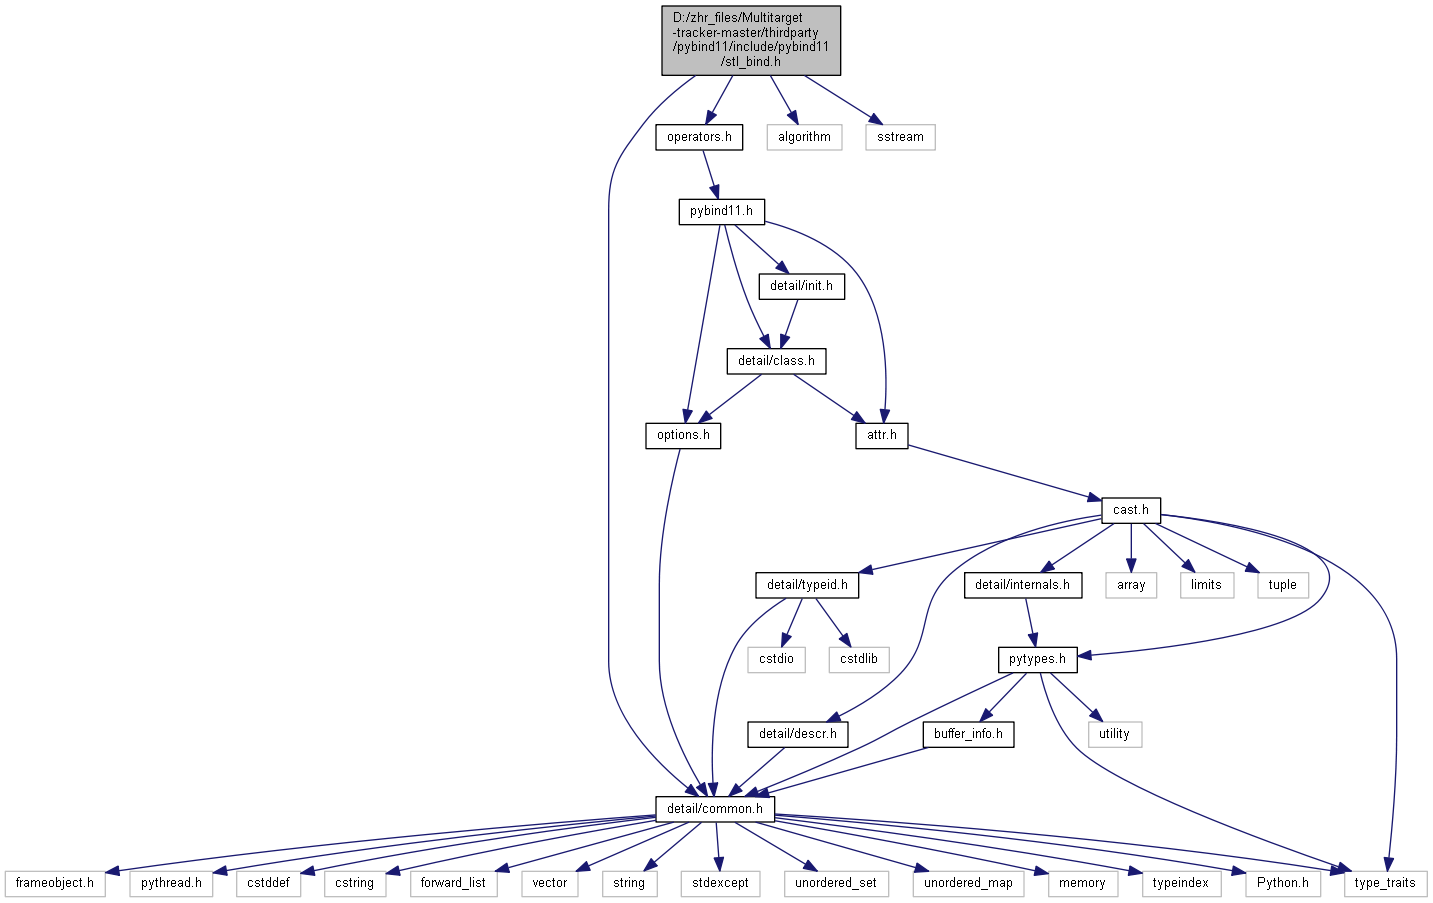 D:/zhr_files/Multitarget
-tracker-master/thirdparty
/pybind11/include/pybind11
/stl_bind.h
operators.h
algorithm
sstream
pybind11.h
detail/init.h
detail/class.h
options.h
attr.h
cast.h
detail/typeid.h
detail/internals.h
array
limits
tuple
cstdio
cstdlib
pytypes.h
detail/descr.h
buffer_info.h
utility
detail/common.h
frameobject.h
pythread.h
cstddef
cstring
forward_list
vector
string
stdexcept
unordered_set
unordered_map
memory
typeindex
Python.h
type_traits